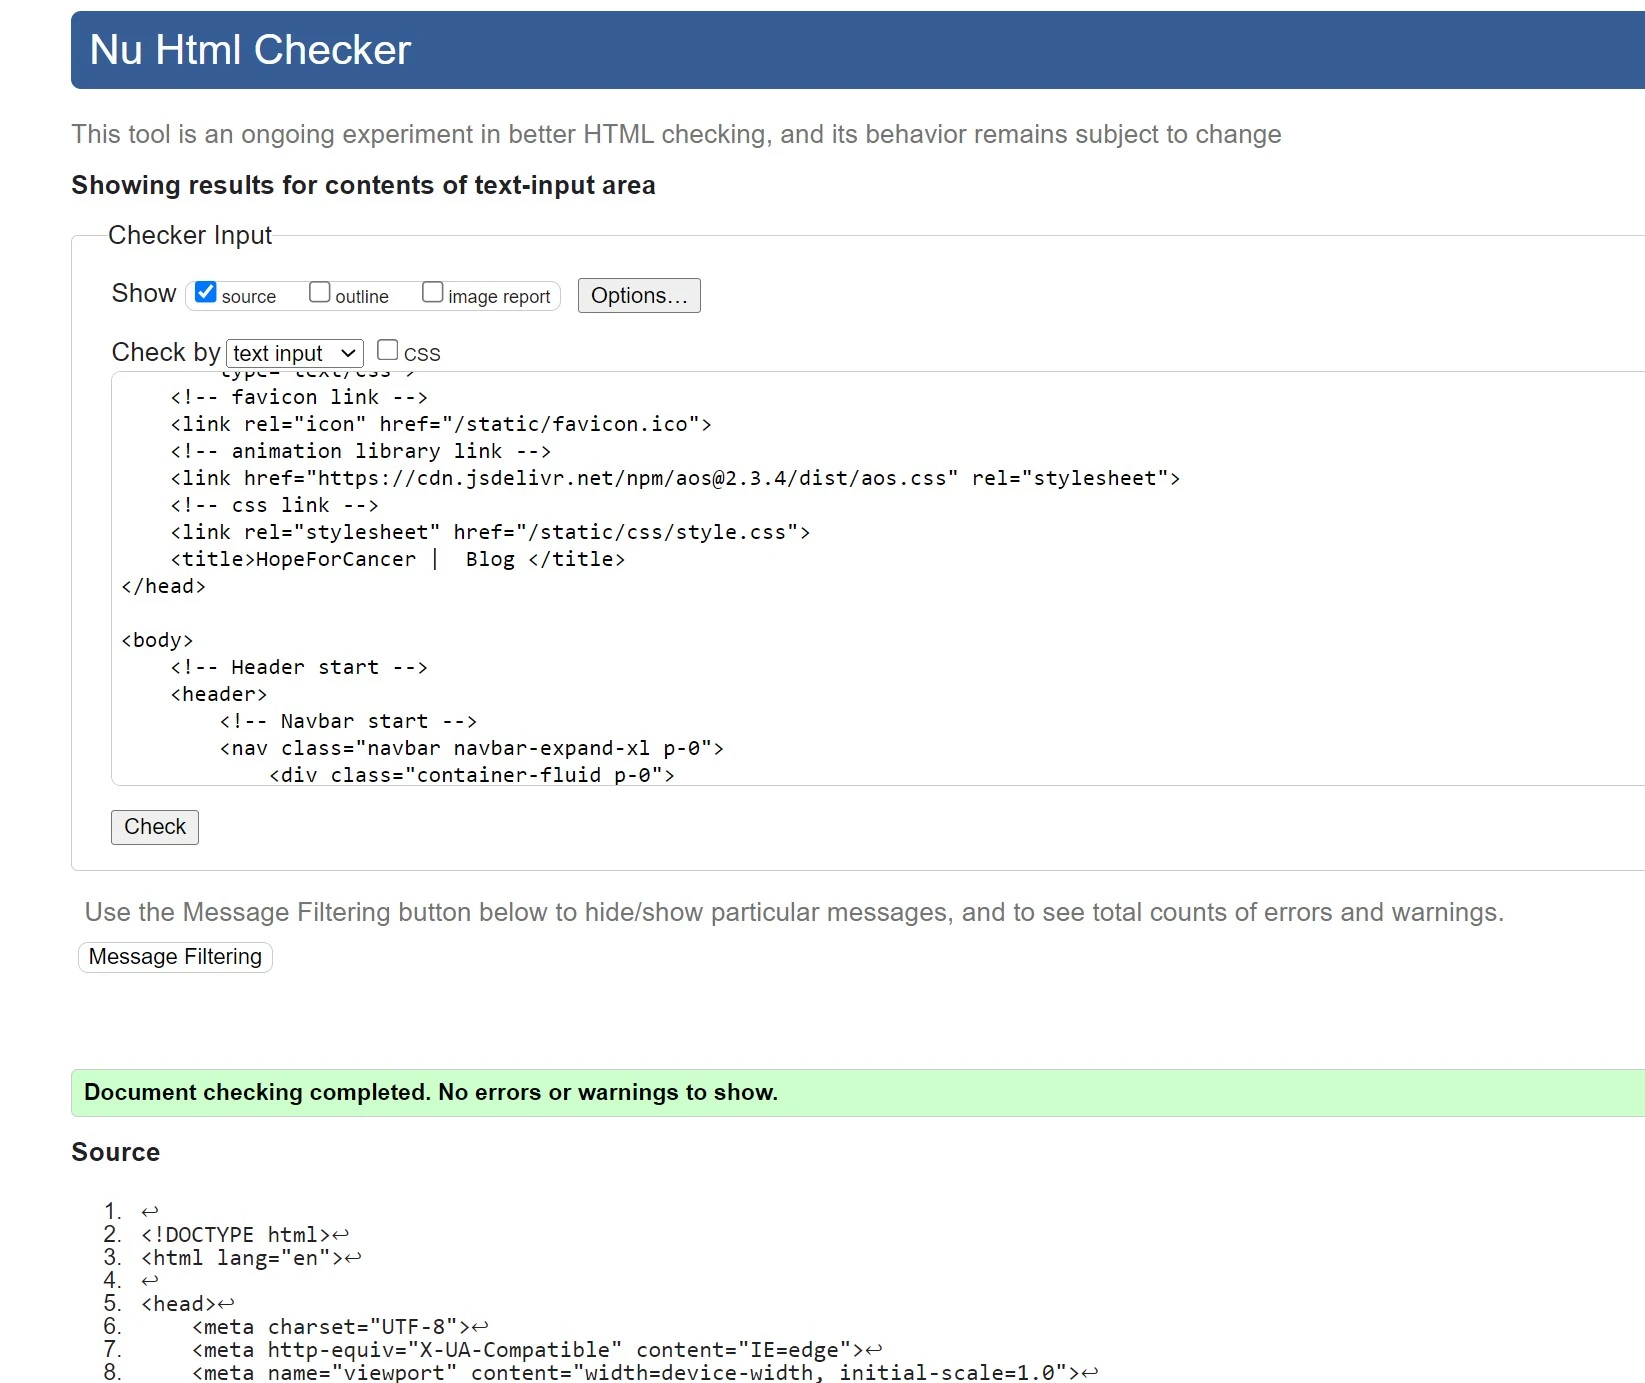 Nu Html Checker
This tool is an ongoing experiment in better HTML checking, and its behavior remains subject to change
Showing results for contents of text-input area
Checker Input
Show source outline image report Options...
Check by text input CSS
type="text/css">
    <!-- favicon link -->
    <link rel="icon" href="/static/favicon.ico">
    <!-- animation library link -->
    <link href="https://cdn.jsdelivr.net/npm/aos@2.3.4/dist/aos.css" rel="stylesheet">
    <!-- css link -->
    <link rel="stylesheet" href="/static/css/style.css">
    <title>HopeForCancer |  Blog </title>
</head>
<body>
    <!-- Header start -->
    <header>
        <!-- Navbar start -->
        <nav class="navbar navbar-expand-xl p-0">
            <div class="container-fluid p-0">
Check
Use the Message Filtering button below to hide/show particular messages, and to see total counts of errors and warnings.
Message Filtering
Document checking completed. No errors or warnings to show.
Source
1. ↩
2. <!DOCTYPE html>↩
3. <html lang="en">↩
4. ↩
5. <head>↩
6.     <meta charset="UTF-8">↩
7.     <meta http-equiv="X-UA-Compatible" content="IE=edge">↩
8.     <meta name="viewport" content="width=device-width, initial-scale=1.0">↩